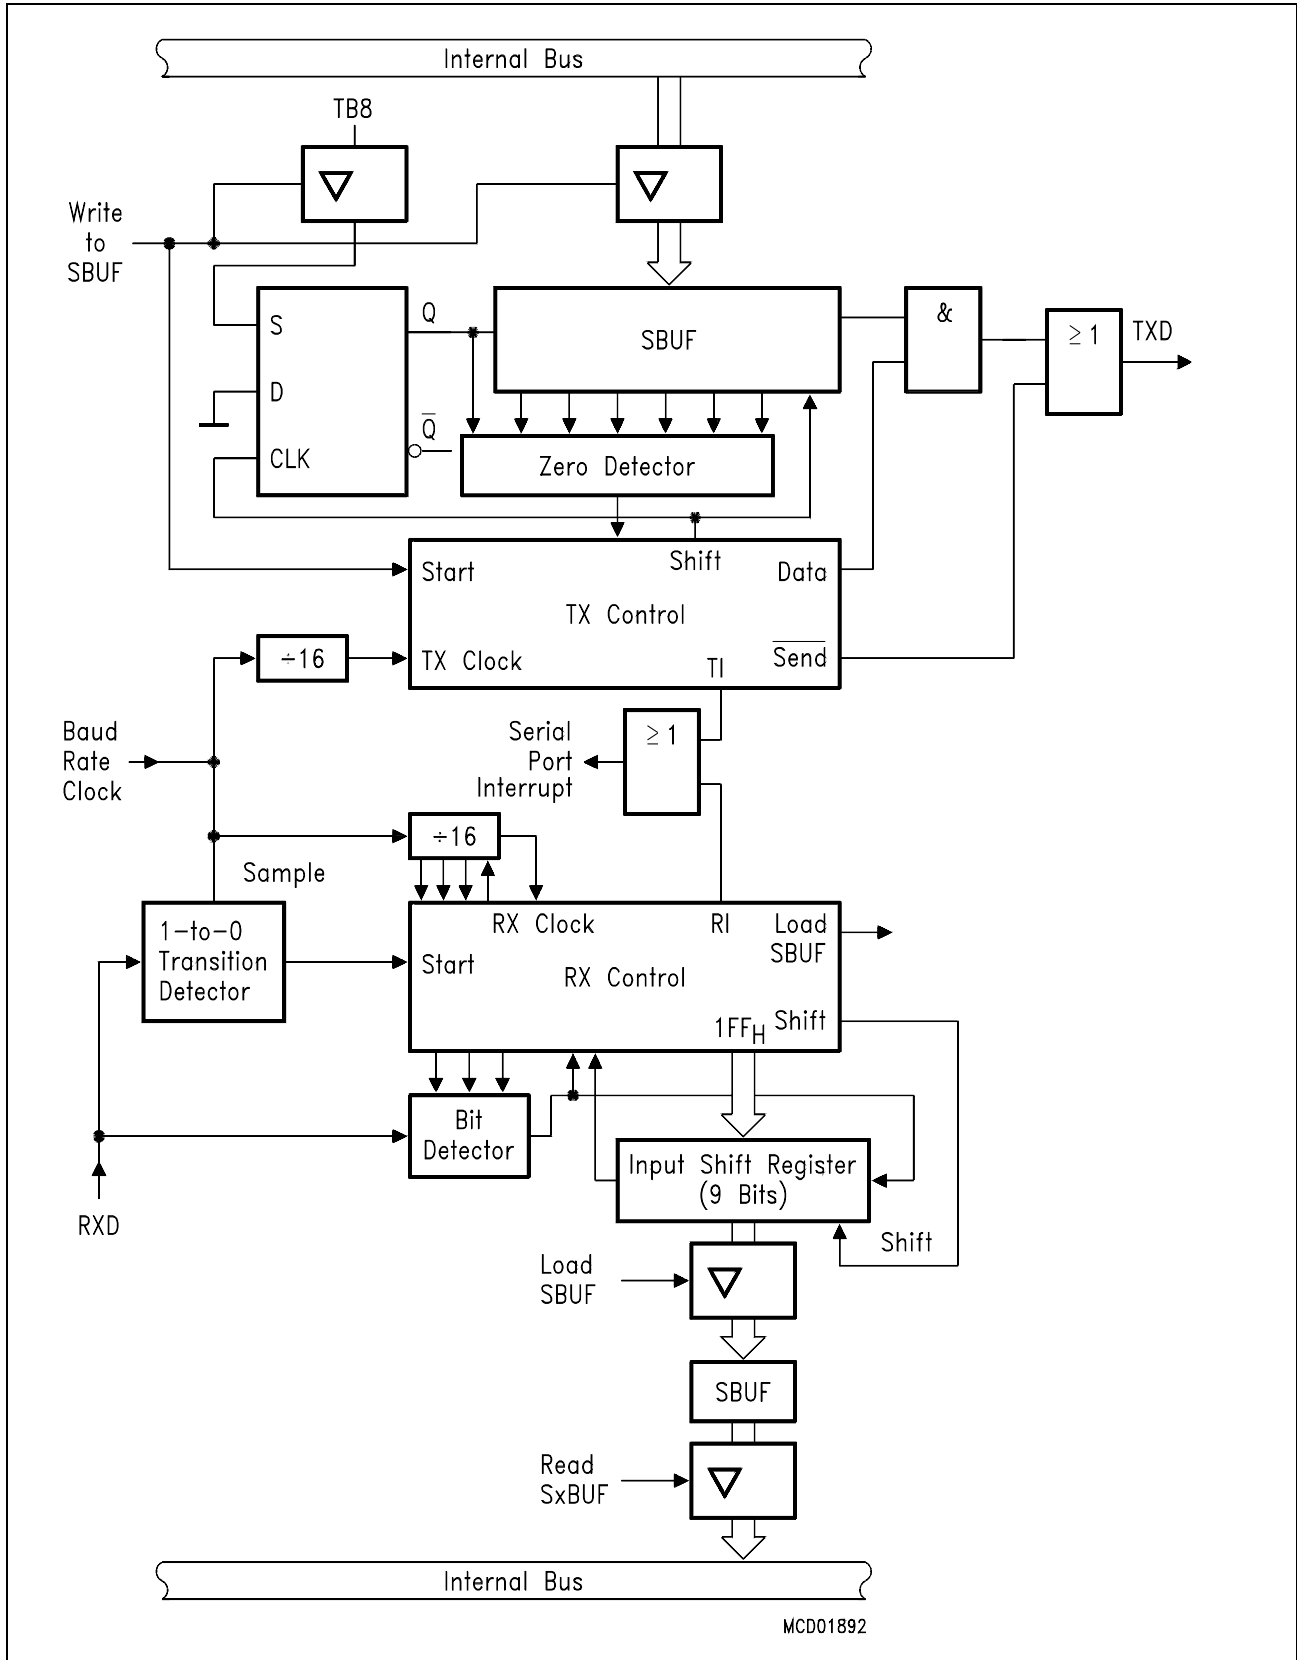 Internal Bus
TB8
Write
to
SBUF
S
D
CLK
Q
Q̅
SBUF
&
≥1
TXD
Zero Detector
Shift
Start
Data
TX Control
÷16
TX Clock
TI
S̅e̅n̅d̅
Baud
Rate
Clock
Serial
Port
Interrupt
≥1
÷16
Sample
1-to-0
Transition
Detector
RX Clock
RI
Load
SBUF
Start
RX Control
1FFH
Shift
Bit
Detector
Input Shift Register
(9 Bits)
RXD
Shift
Load
SBUF
SBUF
Read
SxBUF
Internal Bus
MCD01892